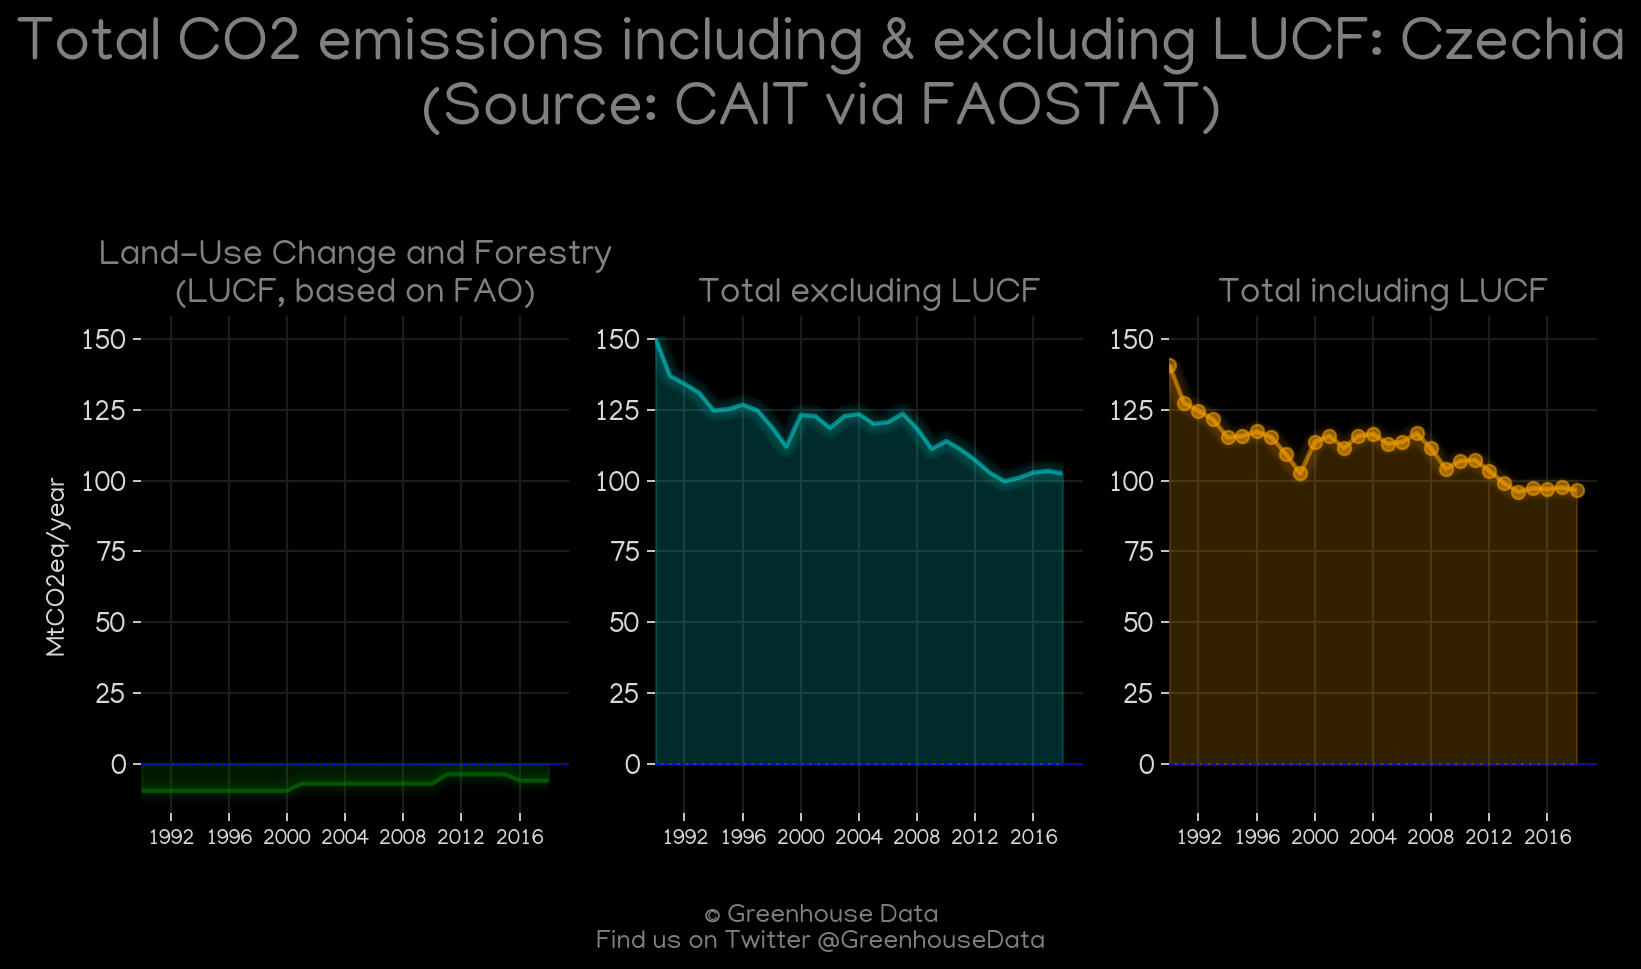 Total CO2 emissions including & excluding LUCF: Czechia
(Source: CAIT via FAOSTAT)
Land-Use Change and Forestry
(LUCF, based on FAO)
Total excluding LUCF
Total including LUCF
MtCO2eq/year
150
125
100
75
50
25
0
1992 1996 2000 2004 2008 2012 2016
150
125
100
75
50
25
0
1992 1996 2000 2004 2008 2012 2016
150
125
100
75
50
25
0
1992 1996 2000 2004 2008 2012 2016
© Greenhouse Data
Find us on Twitter @GreenhouseData